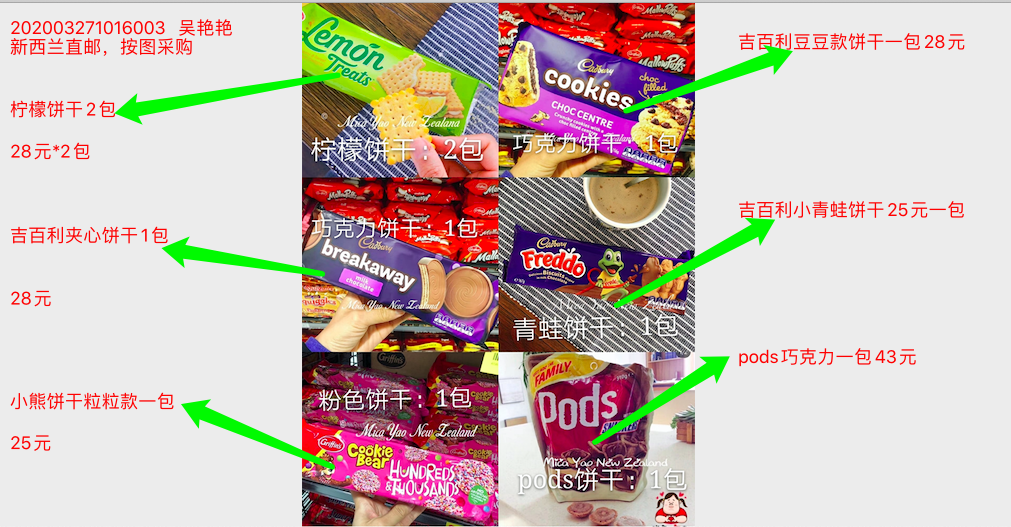 202003271016003 吴艳艳
新西兰直邮，按图采购
柠檬饼干2包
28元*2包
吉百利夹心饼干1包
28元
小熊饼干粒粒款一包
25元
Lemon
Treats
Mica Yao New Zealand
柠檬饼干：2包
Cadbury
cookies
choc
filled
CHOC CENTRE
巧克力饼干：1包
MallowPuffs
巧克力饼干：1包
Cadbury
breakaway
milk
chocolate
Mica Yao New Zealand
Cadbury
Freddo
Biscuits
青蛙饼干：1包
Griffin's
粉色饼干：1包
Mica Yao New Zealand
Griffin's
Cookie
Bear
HUNDREDS
& THOUSANDS
FAMILY
pods
SNICKERS
Mica Yao New Zealand
pods饼干：1包
吉百利豆豆款饼干一包28元
吉百利小青蛙饼干25元一包
pods巧克力一包43元